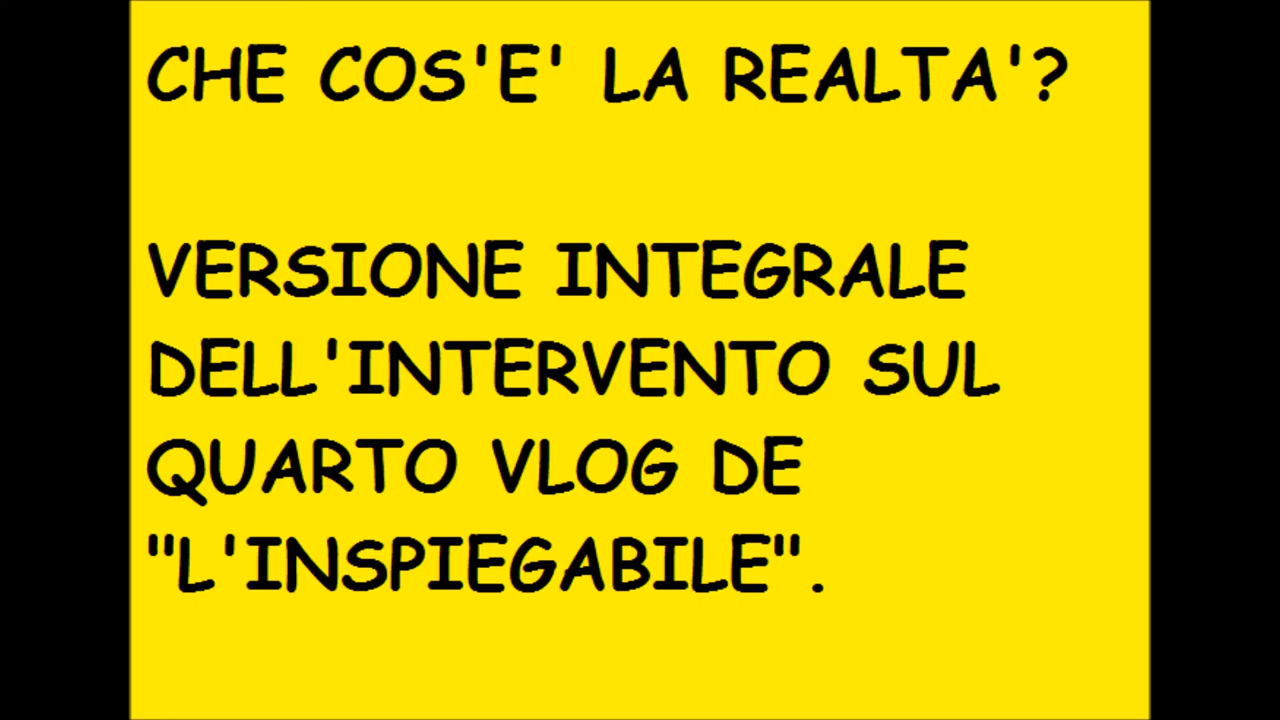 CHE COS'E' LA REALTA'?
VERSIONE INTEGRALE
DELL'INTERVENTO SUL
QUARTO VLOG DE
"L'INSPIEGABILE".